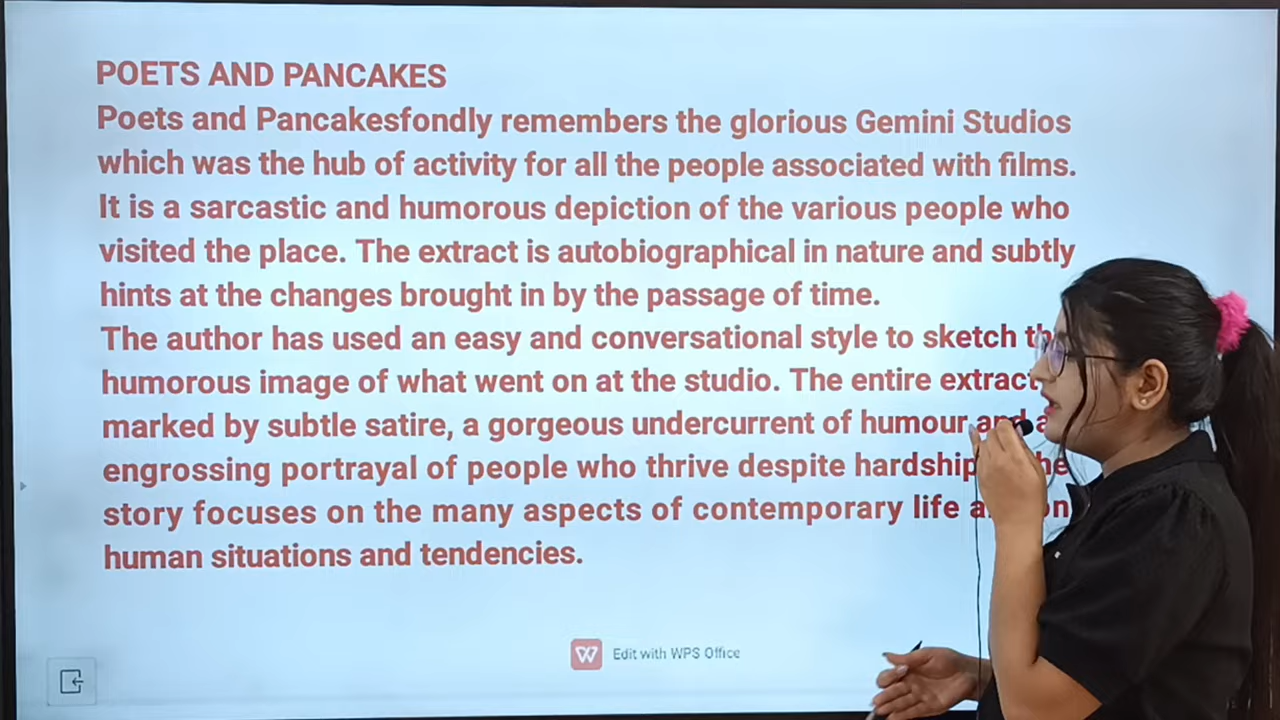 POETS AND PANCAKES
Poets and Pancakesfondly remembers the glorious Gemini Studios
which was the hub of activity for all the people associated with films.
It is a sarcastic and humorous depiction of the various people who
visited the place. The extract is autobiographical in nature and subtly
hints at the changes brought in by the passage of time.
The author has used an easy and conversational style to sketch
humorous image of what went on at the studio. The entire extract
marked by subtle satire, a gorgeous undercurrent of humour and
engrossing portrayal of people who thrive despite
story focuses on the many aspects of contemporary life
human situations and tendencies.
W Edit with WPS Office